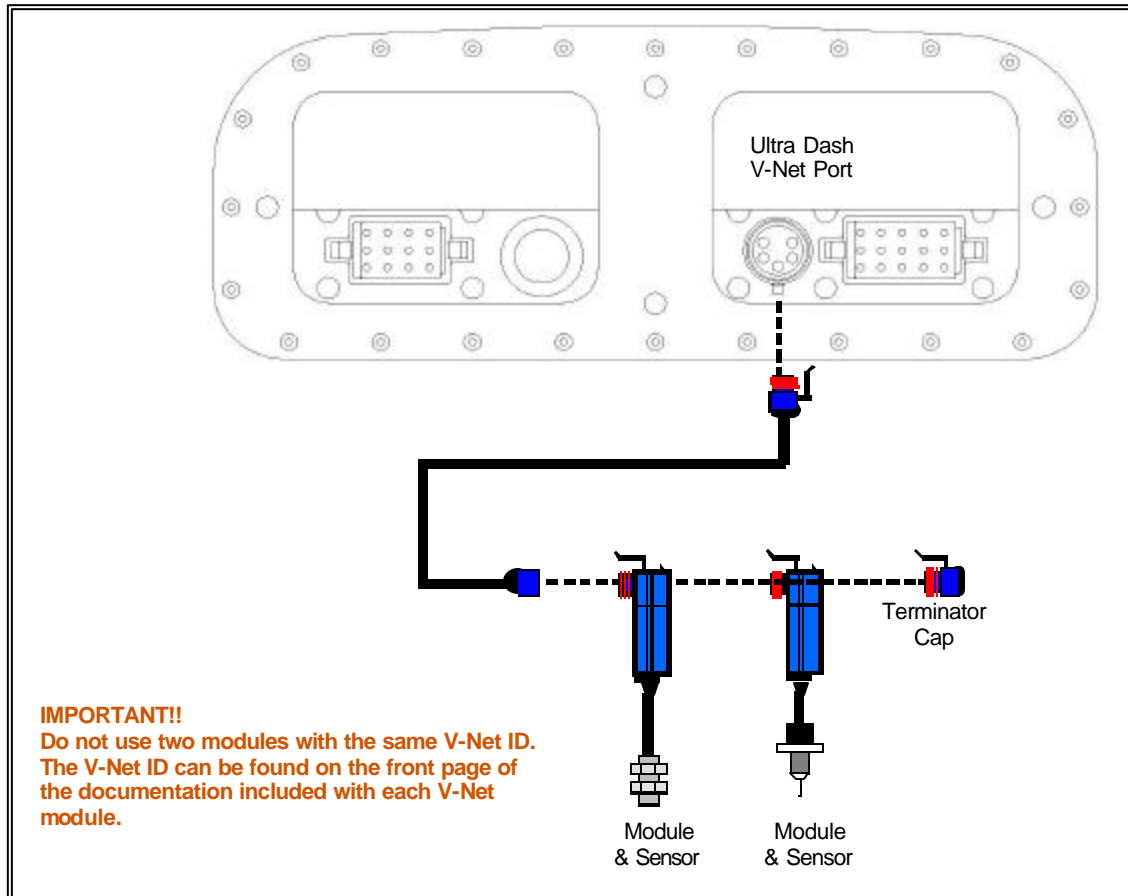 Ultra Dash
V-Net Port
Terminator
Cap
IMPORTANT!!
Do not use two modules with the same V-Net ID.
The V-Net ID can be found on the front page of
the documentation included with each V-Net
module.
Module
& Sensor
Module
& Sensor